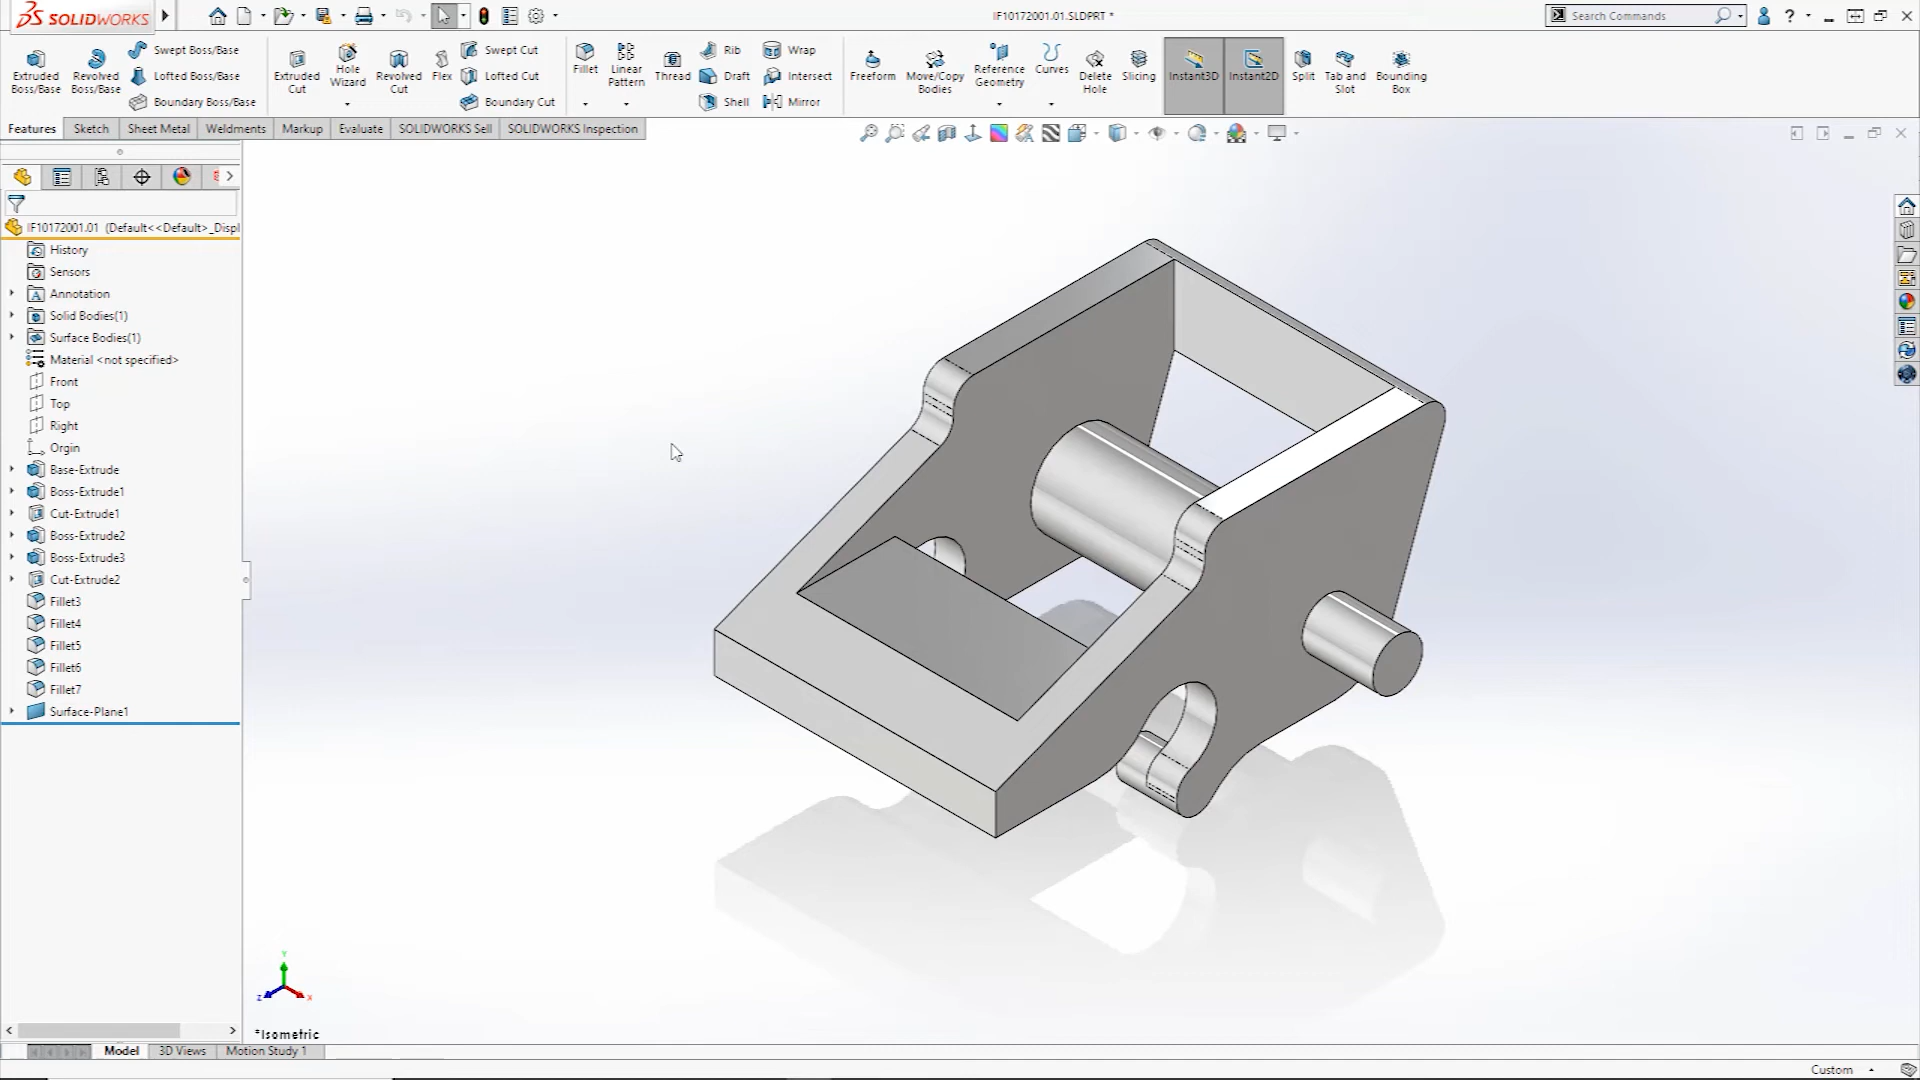 SOLIDWORKS
IF10172001.01.SLDPRT *
Search Commands
?
Extruded Boss/Base
Revolved Boss/Base
Swept Boss/Base
Lofted Boss/Base
Boundary Boss/Base
Extruded Cut
Hole Wizard
Revolved Cut
Flex
Swept Cut
Lofted Cut
Boundary Cut
Fillet
Linear Pattern
Thread
Rib
Draft
Shell
Wrap
Intersect
Mirror
Freeform
Move/Copy Bodies
Reference Geometry
Curves
Delete Hole
Slicing
Instant3D
Instant2D
Split
Tab and Slot
Bounding Box
Features
Sketch
Sheet Metal
Weldments
Markup
Evaluate
SOLIDWORKS Sell
SOLIDWORKS Inspection
IF10172001.01 (Default<<Default>_Displ
History
Sensors
Annotation
Solid Bodies(1)
Surface Bodies(1)
Material <not specified>
Front
Top
Right
Orgin
Base-Extrude
Boss-Extrude1
Cut-Extrude1
Boss-Extrude2
Boss-Extrude3
Cut-Extrude2
Fillet3
Fillet4
Fillet5
Fillet6
Fillet7
Surface-Plane1
Y
Z
X
*Isometric
Model
3D Views
Motion Study 1
Custom